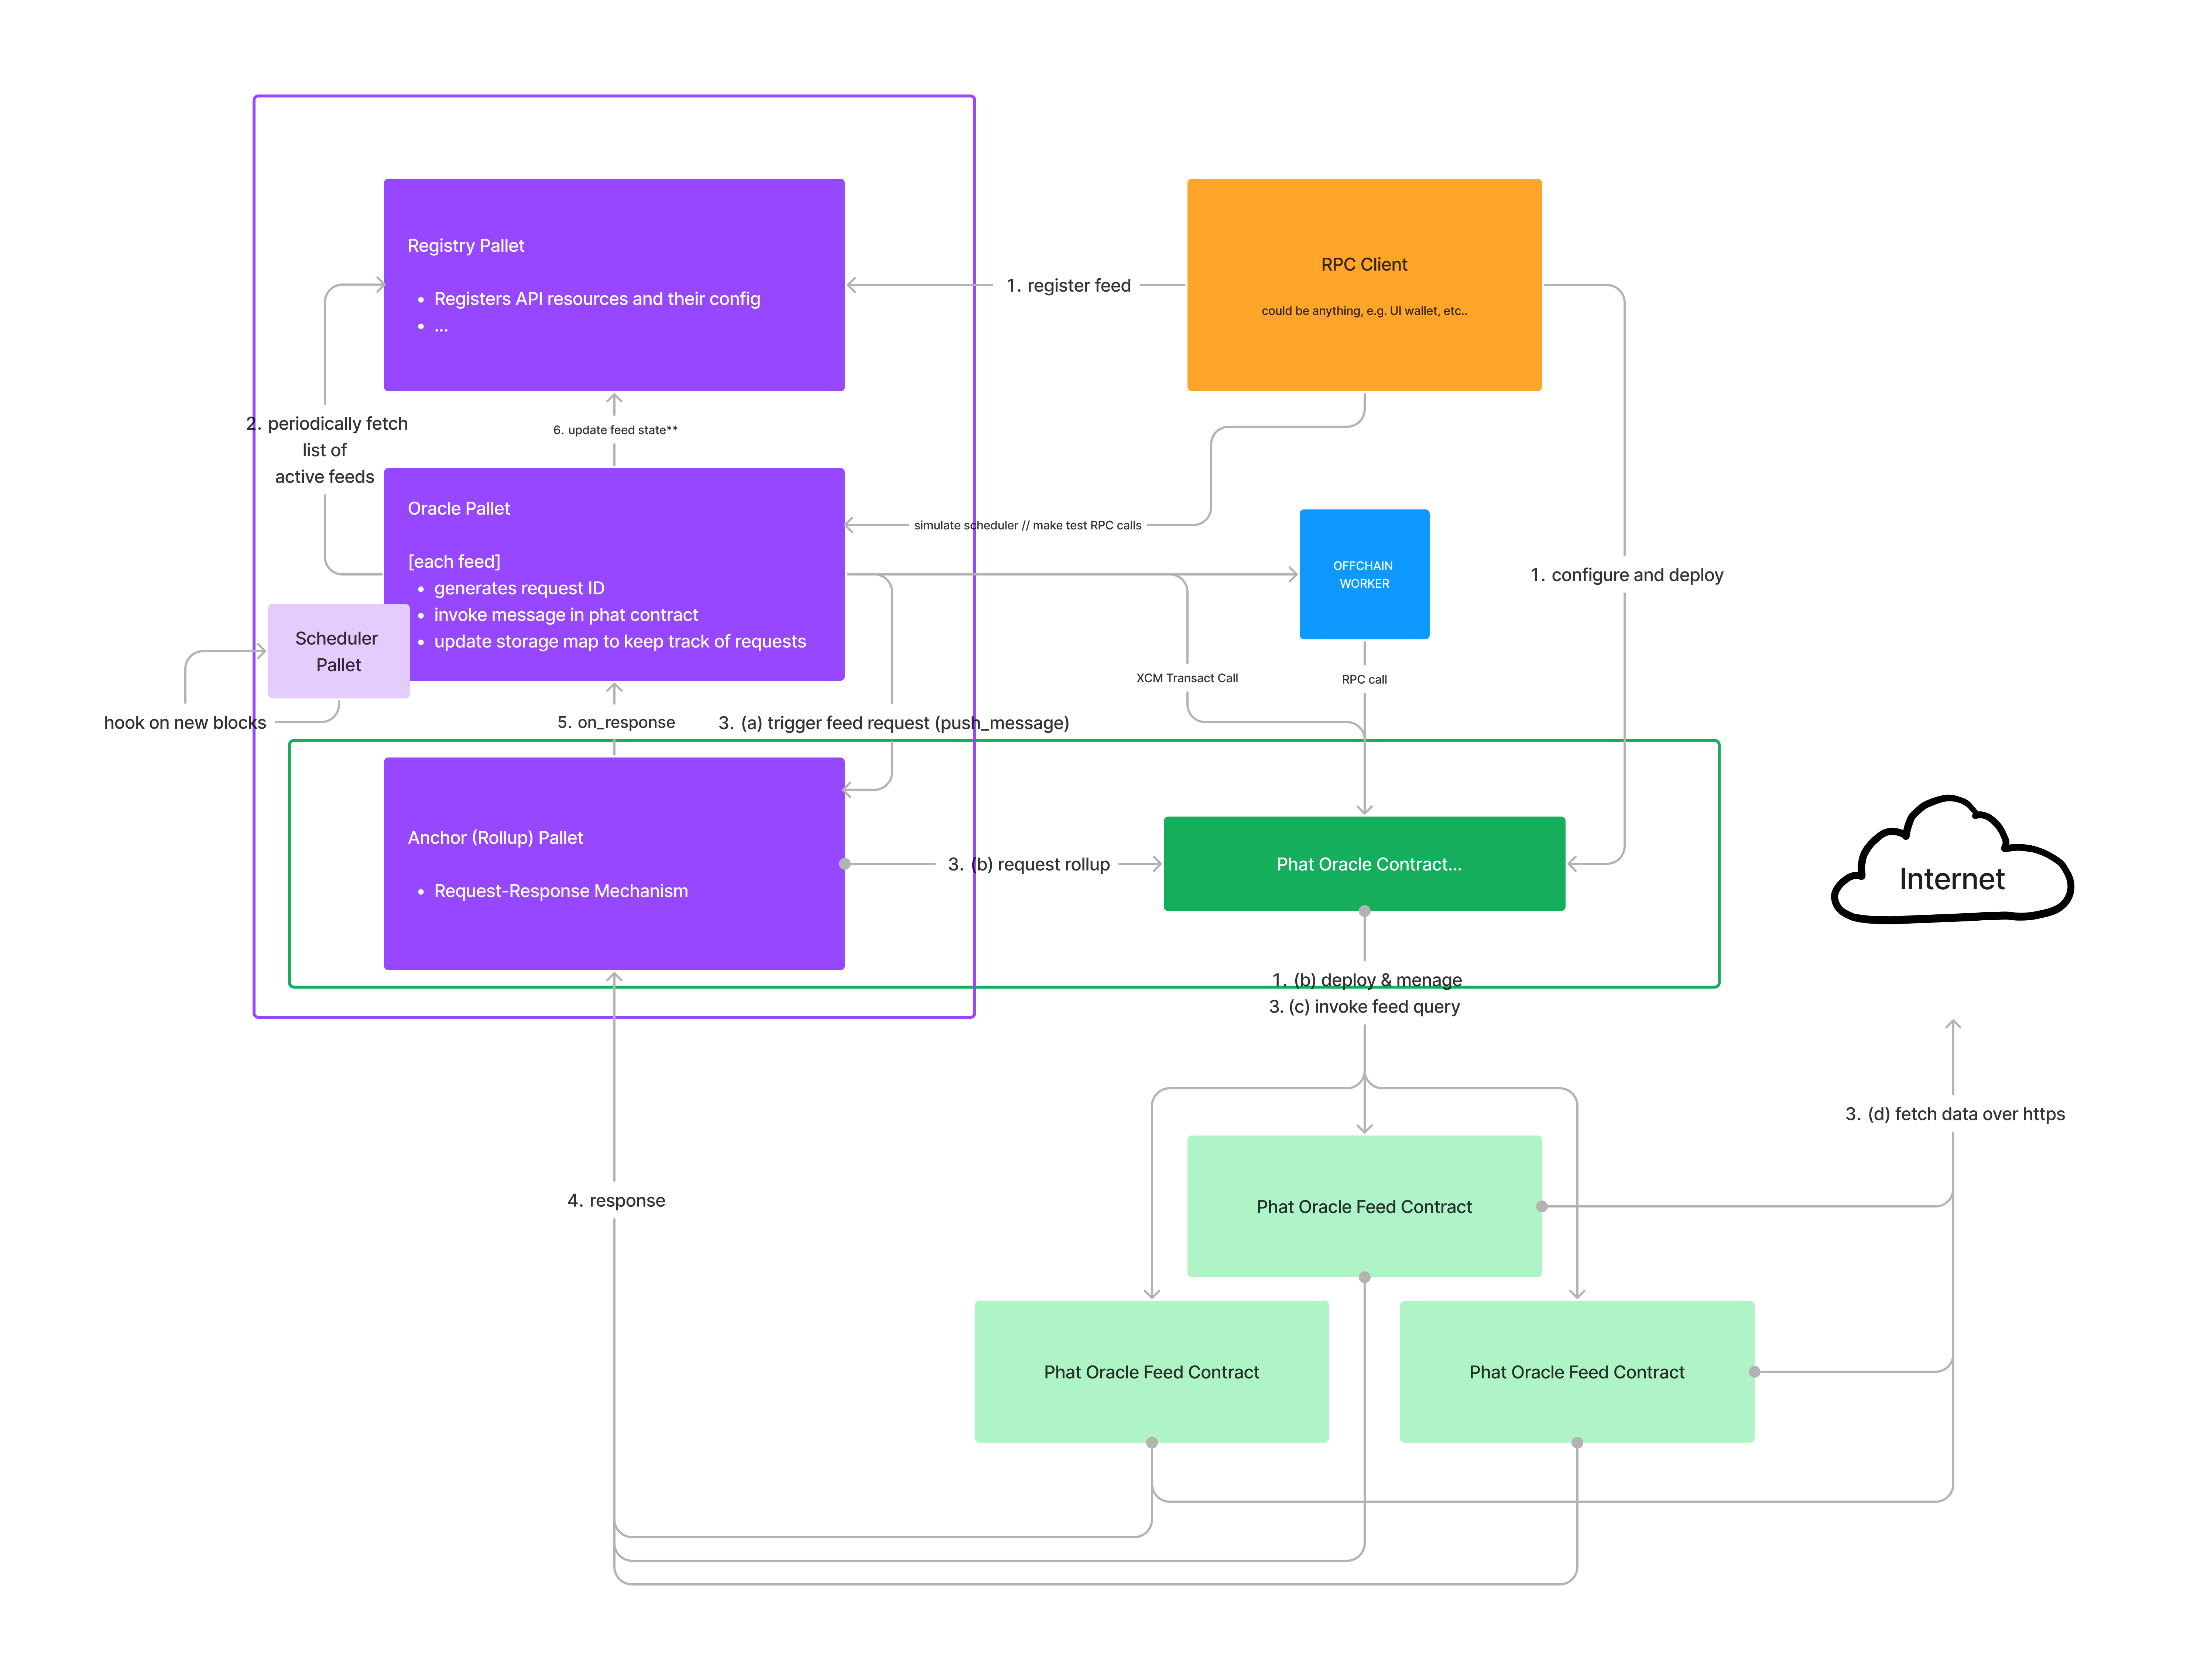 Registry Pallet
• Registers API resources and their config
• ...
RPC Client
could be anything, e.g. UI wallet, etc..
1. register feed
2. periodically fetch
list of
active feeds
6. update feed state**
Oracle Pallet
[each feed]
• generates request ID
• invoke message in phat contract
• update storage map to keep track of requests
simulate scheduler // make test RPC calls
OFFCHAIN
WORKER
1. configure and deploy
Scheduler
Pallet
hook on new blocks
XCM Transact Call
RPC call
5. on_response
3. (a) trigger feed request (push_message)
Anchor (Rollup) Pallet
• Request-Response Mechanism
3. (b) request rollup
Phat Oracle Contract...
Internet
1. (b) deploy & menage
3. (c) invoke feed query
3. (d) fetch data over https
4. response
Phat Oracle Feed Contract
Phat Oracle Feed Contract
Phat Oracle Feed Contract